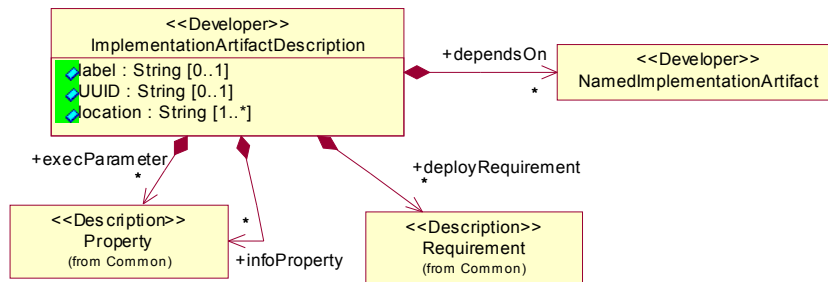 <<Developer>>
ImplementationArtifactDescription
label : String [0..1]
UUID : String [0..1]
location : String [1..*]
+dependsOn
*
<<Developer>>
NamedImplementationArtifact
+execParameter
*
*
+infoProperty
+deployRequirement
*
<<Description>>
Property
(from Common)
<<Description>>
Requirement
(from Common)